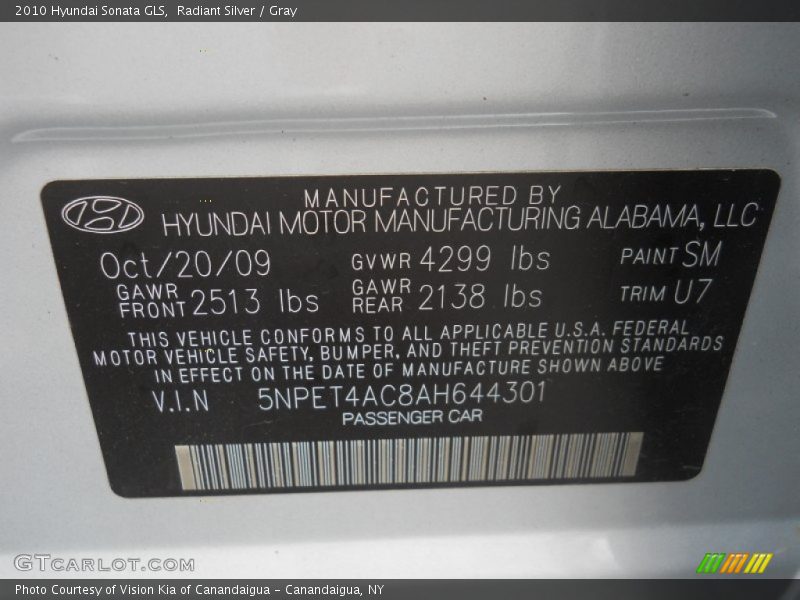 2010 Hyundai Sonata GLS, Radiant Silver / Gray
MANUFACTURED BY
HYUNDAI MOTOR MANUFACTURING ALABAMA, LLC
Oct/20/09 GVWR 4299 lbs PAINT SM
GAWR FRONT 2513 lbs GAWR REAR 2138 lbs TRIM U7
THIS VEHICLE CONFORMS TO ALL APPLICABLE U.S.A. FEDERAL
MOTOR VEHICLE SAFETY, BUMPER, AND THEFT PREVENTION STANDARDS
IN EFFECT ON THE DATE OF MANUFACTURE SHOWN ABOVE
V.I.N 5NPET4AC8AH644301
PASSENGER CAR
GTCARLOT.COM
Photo Courtesy of Vision Kia of Canandaigua - Canandaigua, NY